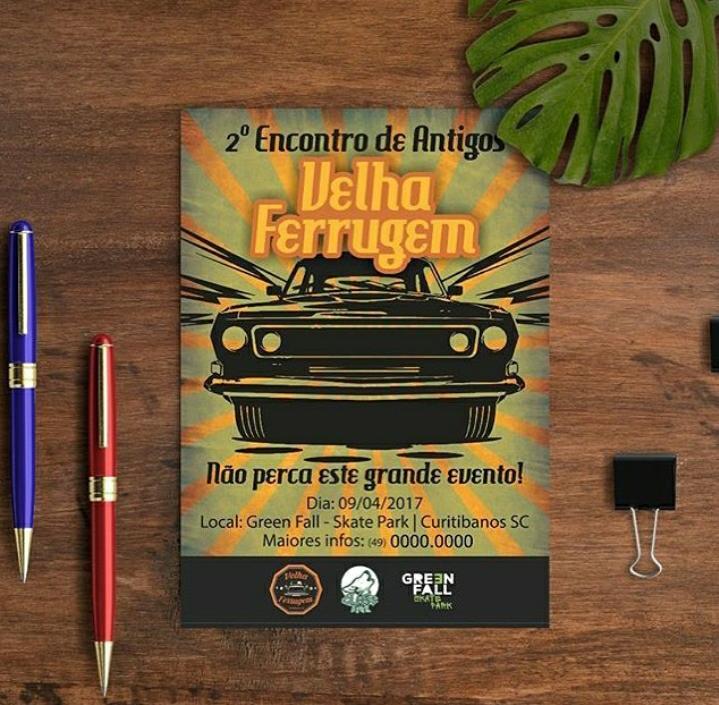 2º Encontro de Antigos
Velha
Ferrugem
Não perca este grande evento!
Dia: 09/04/2017
Local: Green Fall - Skate Park | Curitibanos SC
Maiores infos: (49) 0000.0000
Velha
Ferrugem
GREEN
FALL
SKATE
PARK